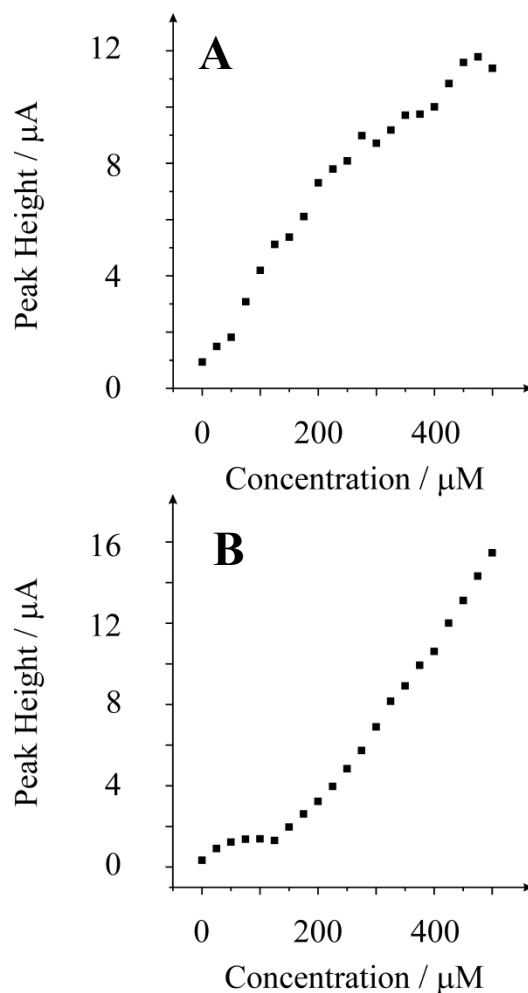 A
Peak Height / μA
12
8
4
0
0 200 400
Concentration / μM
B
Peak Height / μA
16
12
8
4
0
0 200 400
Concentration / μM